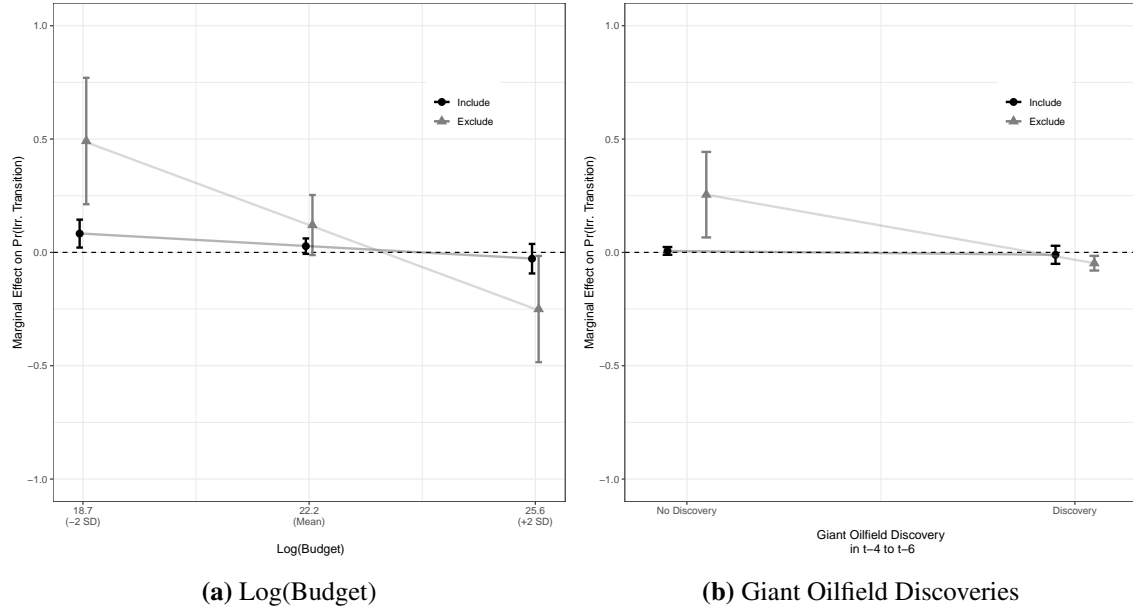 Marginal Effect on Pr(Irr. Transition)
1.0
0.5
0.0
−0.5
−1.0
Include
Exclude
18.7
(−2 SD)
22.2
(Mean)
25.6
(+2 SD)
Log(Budget)
(a) Log(Budget)
Marginal Effect on Pr(Irr. Transition)
1.0
0.5
0.0
−0.5
−1.0
Include
Exclude
No Discovery
Discovery
Giant Oilfield Discovery
in t−4 to t−6
(b) Giant Oilfield Discoveries